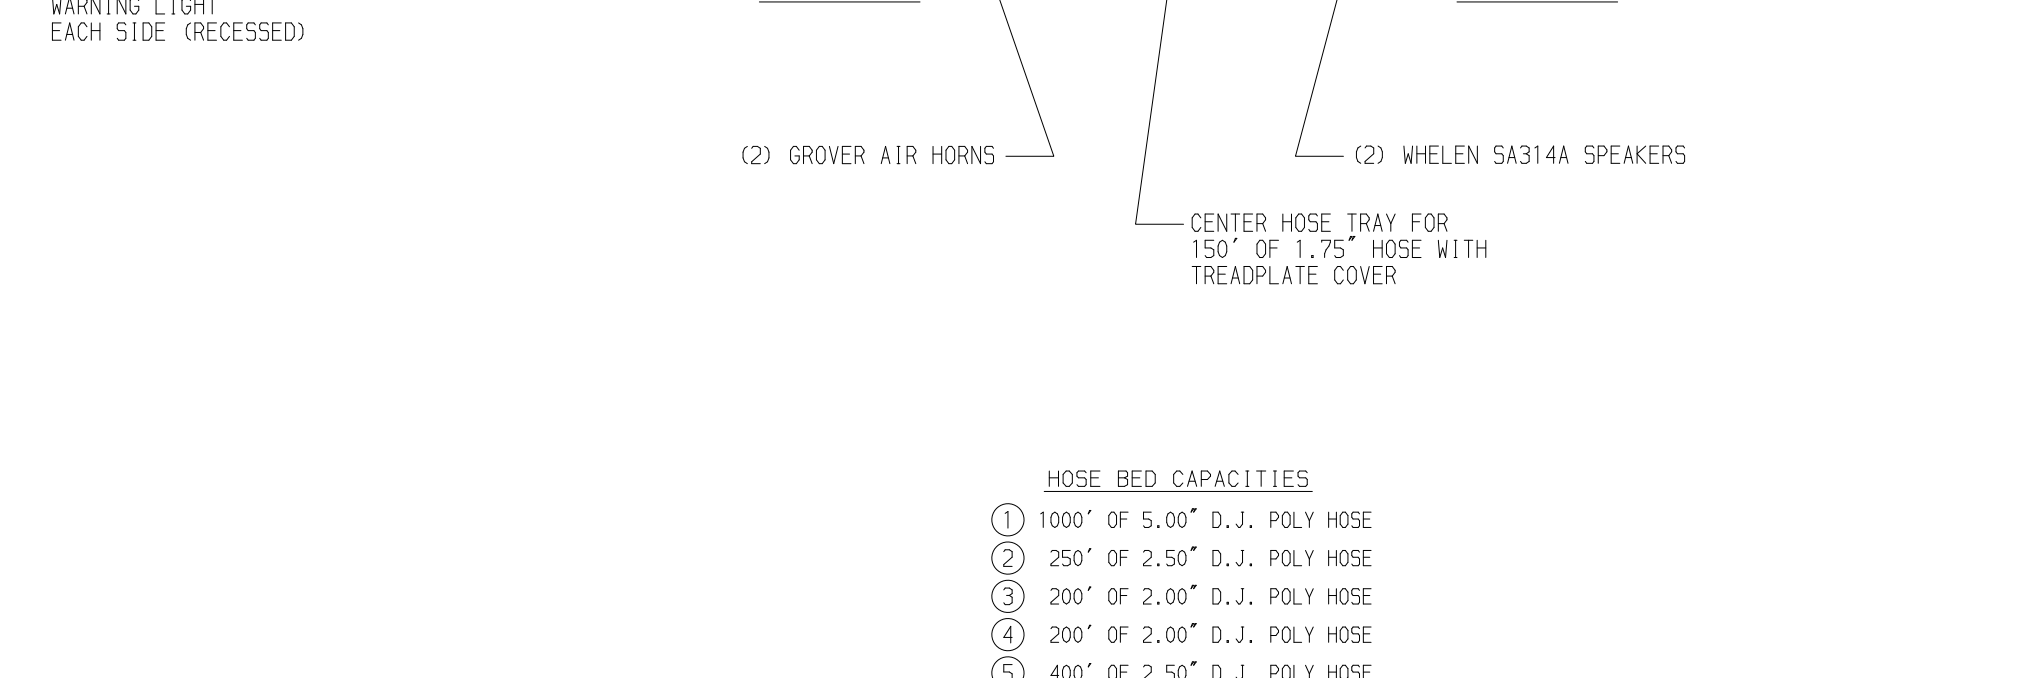 WARNING LIGHT
EACH SIDE (RECESSED)
(2) GROVER AIR HORNS
(2) WHELEN SA314A SPEAKERS
CENTER HOSE TRAY FOR
150' OF 1.75" HOSE WITH
TREADPLATE COVER
HOSE BED CAPACITIES
1 1000' OF 5.00" D.J. POLY HOSE
2 250' OF 2.50" D.J. POLY HOSE
3 200' OF 2.00" D.J. POLY HOSE
4 200' OF 2.00" D.J. POLY HOSE
5 400' OF 2.50" D.J. POLY HOSE